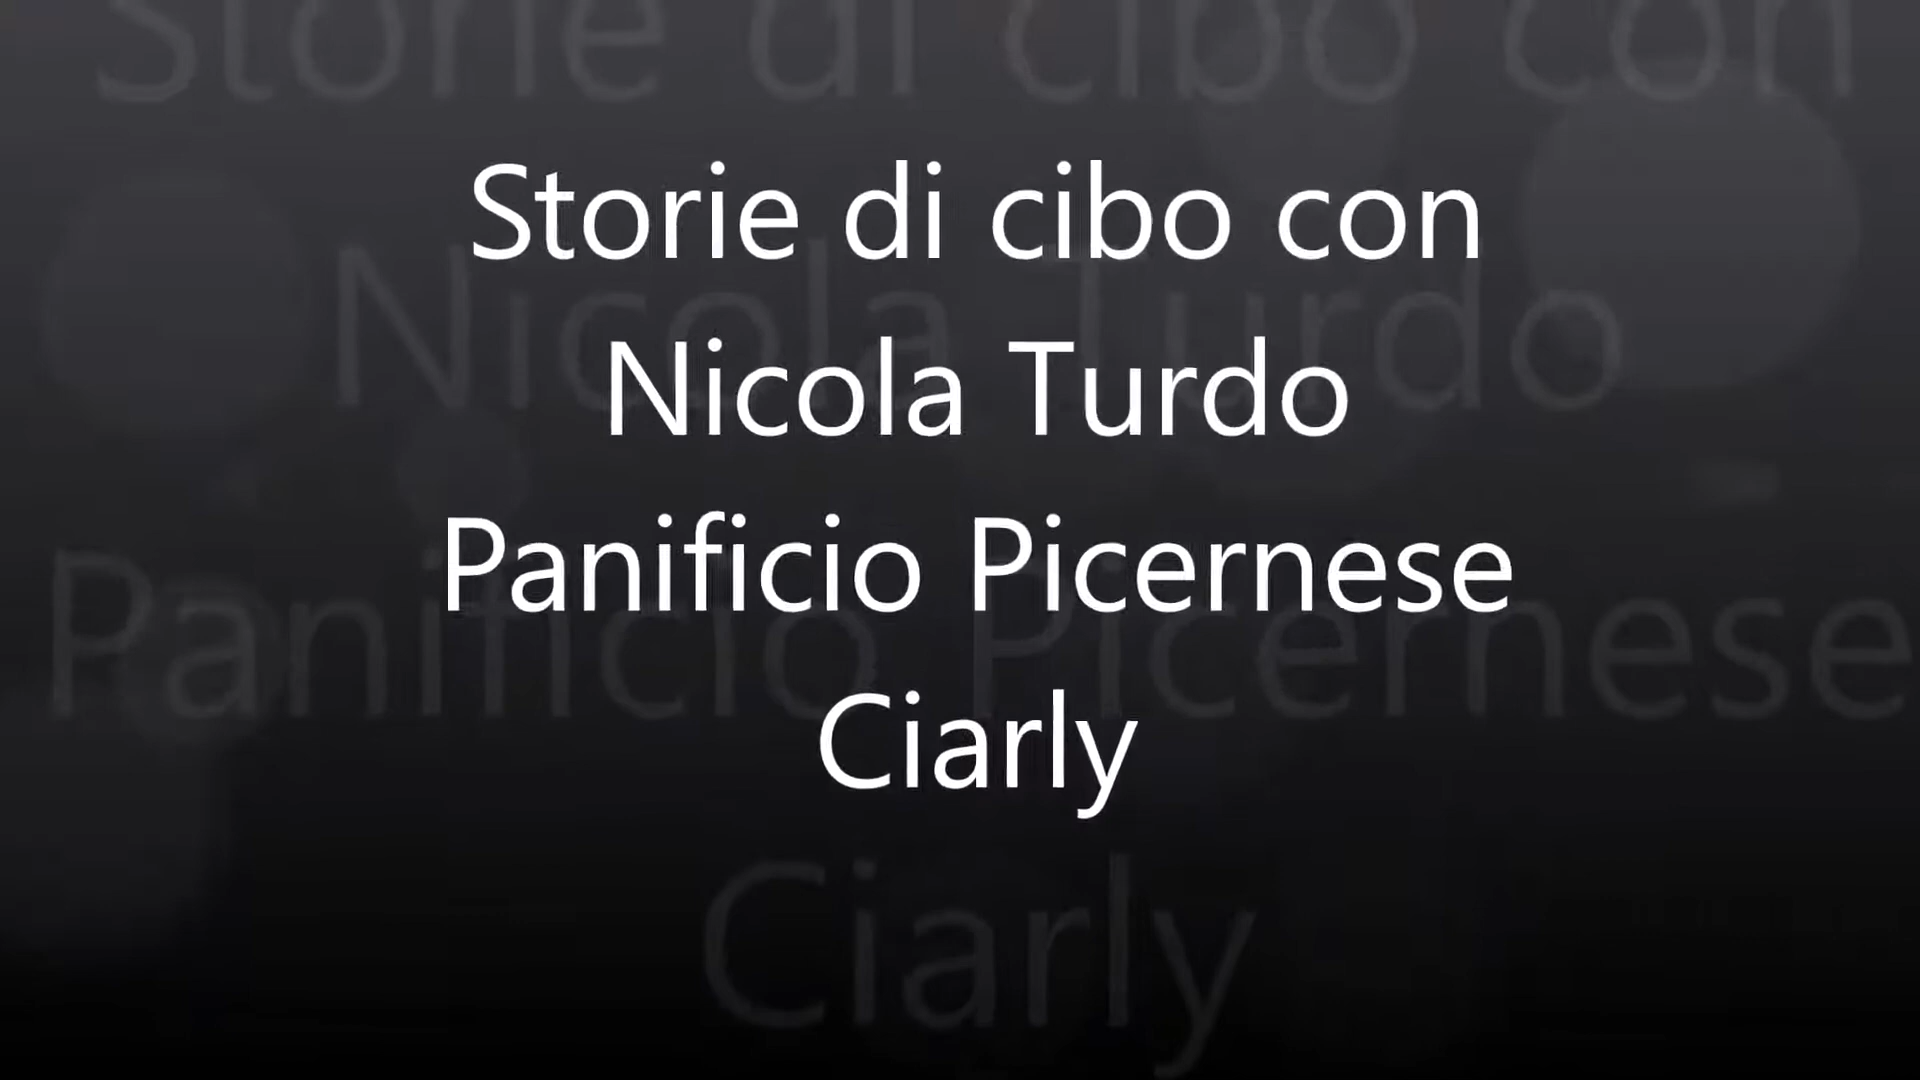 Storie di cibo con
Nicola Turdo
Panificio Picernese
Ciarly